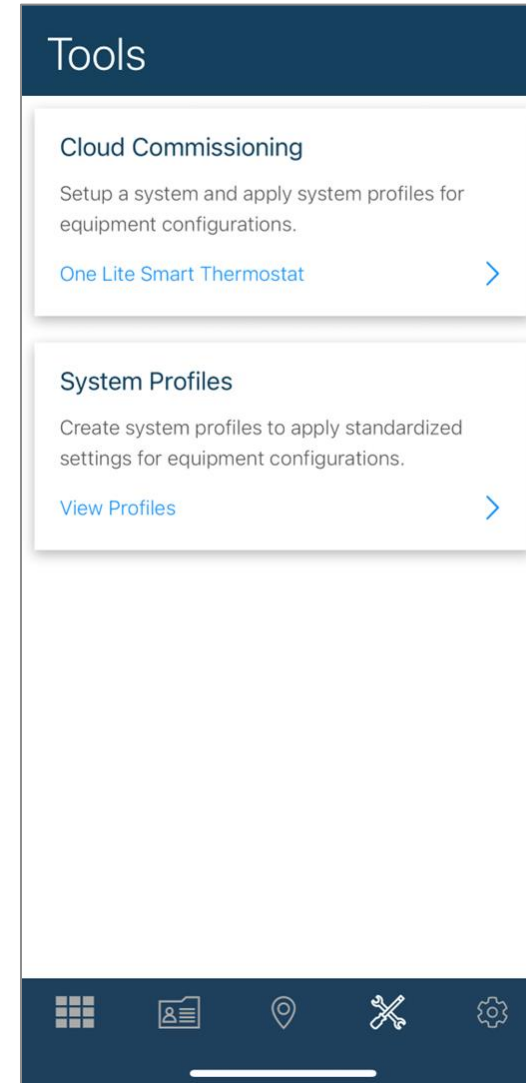 Tools
Cloud Commissioning
Setup a system and apply system profiles for
equipment configurations.
One Lite Smart Thermostat
System Profiles
Create system profiles to apply standardized
settings for equipment configurations.
View Profiles